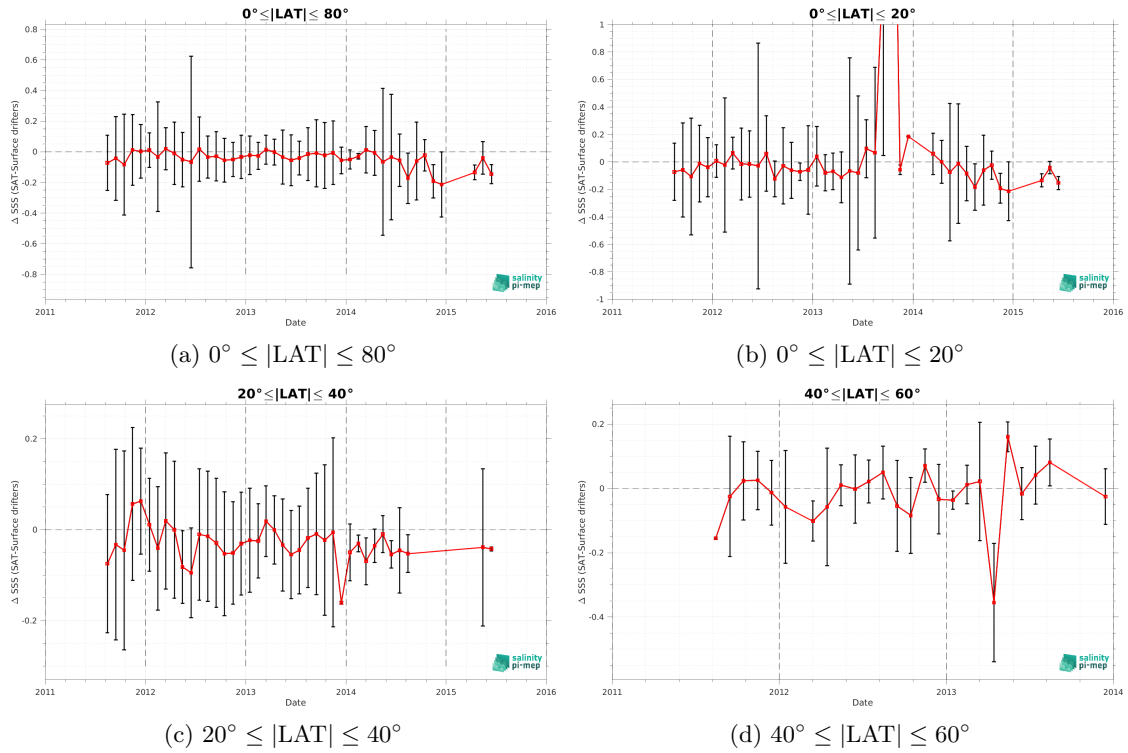 0°≤|LAT|≤ 80°
Δ SSS (SAT-Surface drifters)
0.8
0.6
0.4
0.2
0
-0.2
-0.4
-0.6
-0.8
2011
2012
2013
2014
2015
2016
Date
salinity
pi-mep
(a) 0° ≤ |LAT| ≤ 80°
0°≤|LAT|≤ 20°
Δ SSS (SAT-Surface drifters)
1
0.8
0.6
0.4
0.2
0
-0.2
-0.4
-0.6
-0.8
-1
2011
2012
2013
2014
2015
2016
Date
salinity
pi-mep
(b) 0° ≤ |LAT| ≤ 20°
20°≤|LAT|≤ 40°
Δ SSS (SAT-Surface drifters)
0.2
0
-0.2
2011
2012
2013
2014
2015
2016
Date
salinity
pi-mep
(c) 20° ≤ |LAT| ≤ 40°
40°≤|LAT|≤ 60°
Δ SSS (SAT-Surface drifters)
0.2
0
-0.2
-0.4
2012
2013
2014
Date
salinity
pi-mep
(d) 40° ≤ |LAT| ≤ 60°